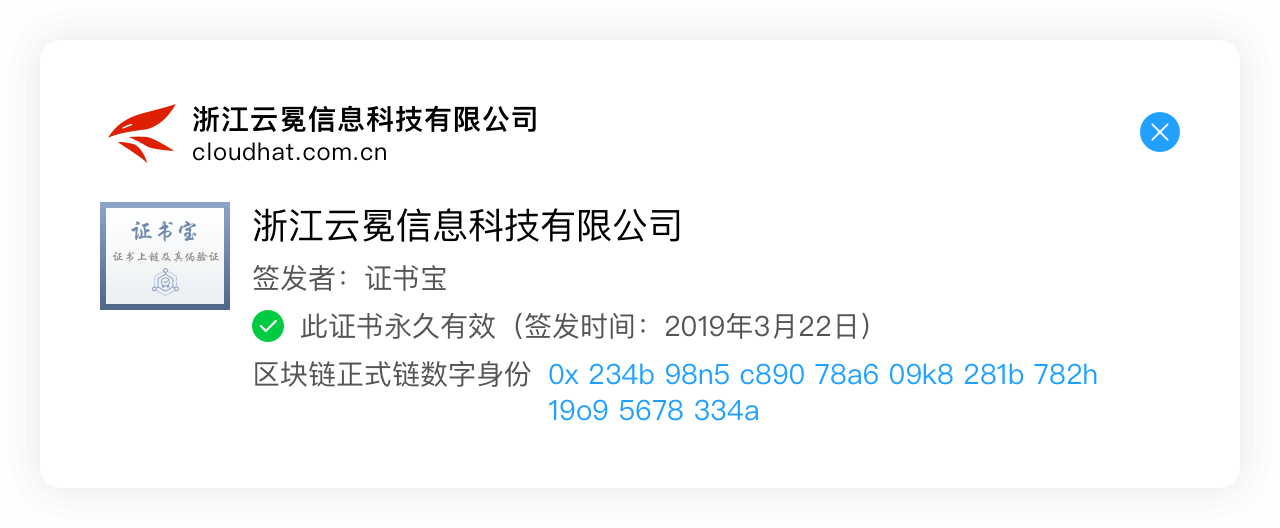 浙江云冕信息科技有限公司
cloudhat.com.cn
证书宝
证书上链及真伪验证
浙江云冕信息科技有限公司
签发者：证书宝
此证书永久有效（签发时间：2019年3月22日）
区块链正式链数字身份 0x 234b 98n5 c890 78a6 09k8 281b 782h
19o9 5678 334a